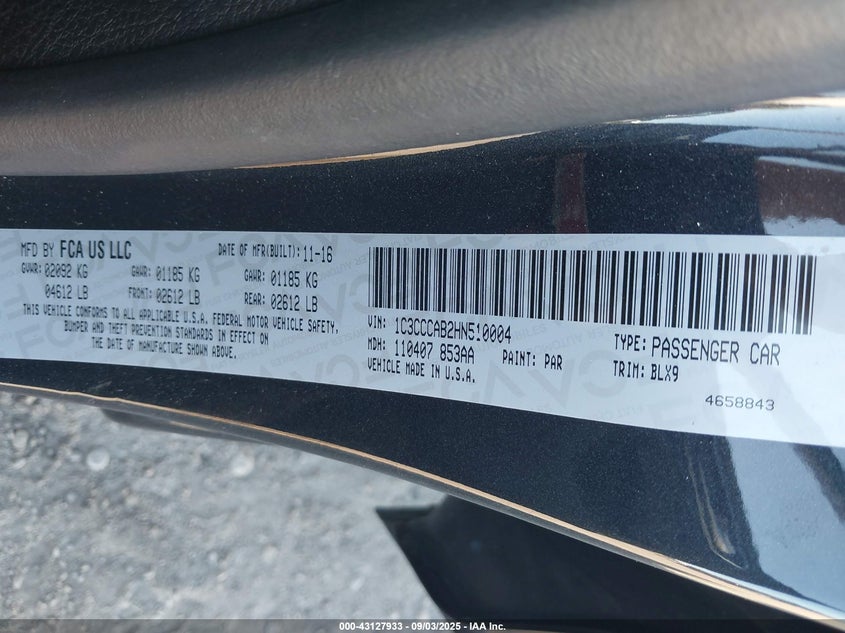 MFD BY FCA US LLC DATE OF MFR(BUILT): 11-16
GVWR: 02092 KG GAWR: 01185 KG GAWR: 01185 KG
04612 LB FRONT: 02612 LB REAR: 02612 LB
THIS VEHICLE CONFORMS TO ALL APPLICABLE U.S.A. FEDERAL MOTOR VEHICLE SAFETY,
BUMPER AND THEFT PREVENTION STANDARDS IN EFFECT ON
THE DATE OF MANUFACTURE SHOWN ABOVE.
VIN: 1C3CCCAB2HN510004 TYPE: PASSENGER CAR
MDH: 110407 853AA PAINT: PAR TRIM: BLX9
VEHICLE MADE IN U.S.A.
4658843
000-43127933 - 09/03/2025 - IAA Inc.